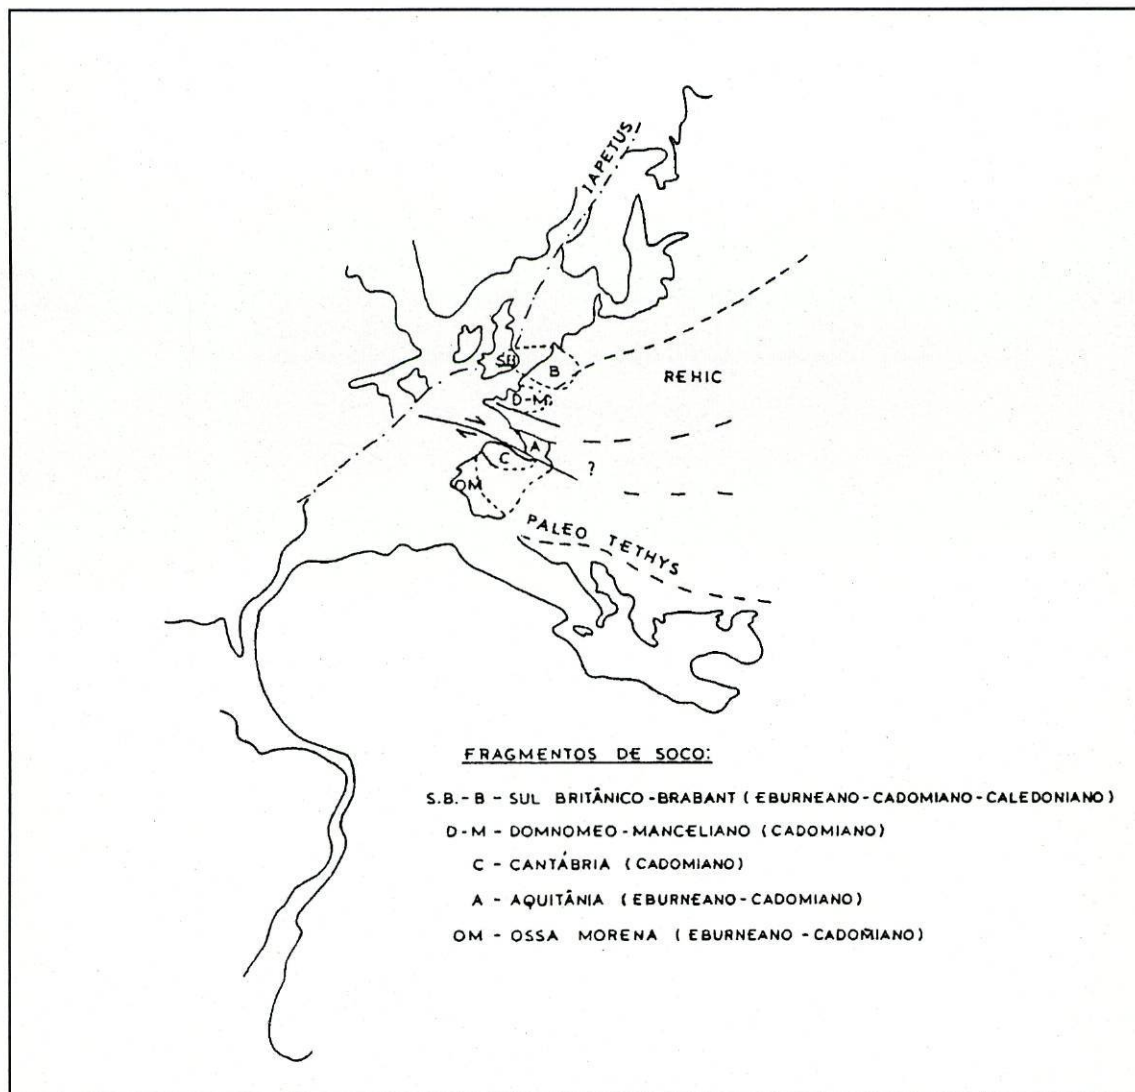 IAPETUS
SB
B
REHIC
D-M
A
C
?
OM
PALEO TETHYS
FRAGMENTOS DE SOCO:
S.B.-B - SUL BRITÂNICO-BRABANT (EBURNEANO-CADOMIANO-CALEDONIANO)
D-M - DOMNOMEO-MANCELIANO (CADOMIANO)
C - CANTÁBRIA (CADOMIANO)
A - AQUITÂNIA (EBURNEANO-CADOMIANO)
OM - OSSA MORENA (EBURNEANO-CADOMIANO)